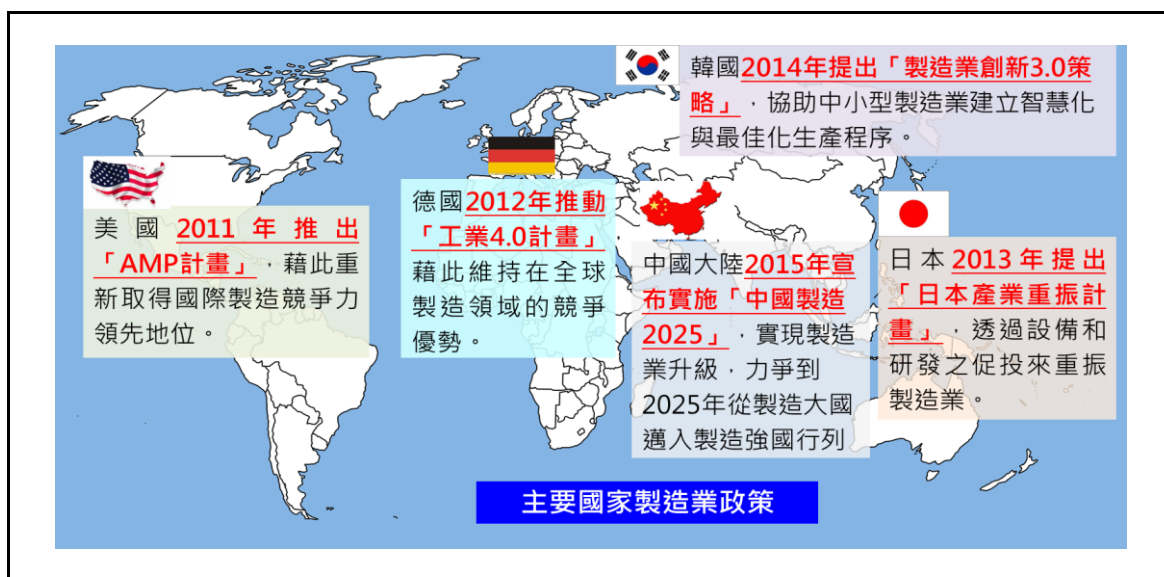 韓國2014年提出「製造業創新3.0策
略」，協助中小型製造業建立智慧化
與最佳化生產程序。
美國2011年推出
「AMP計畫」，藉此重
新取得國際製造競爭力
領先地位。
德國2012年推動
「工業4.0計畫」，
藉此維持在全球
製造領域的競爭
優勢。
中國大陸2015年宣
布實施「中國製造
2025」，實現製造
業升級，力爭到
2025年從製造大國
邁入製造強國行列
日本2013年提出
「日本產業重振計
畫」，透過設備和
研發之促投來重振
製造業。
主要國家製造業政策